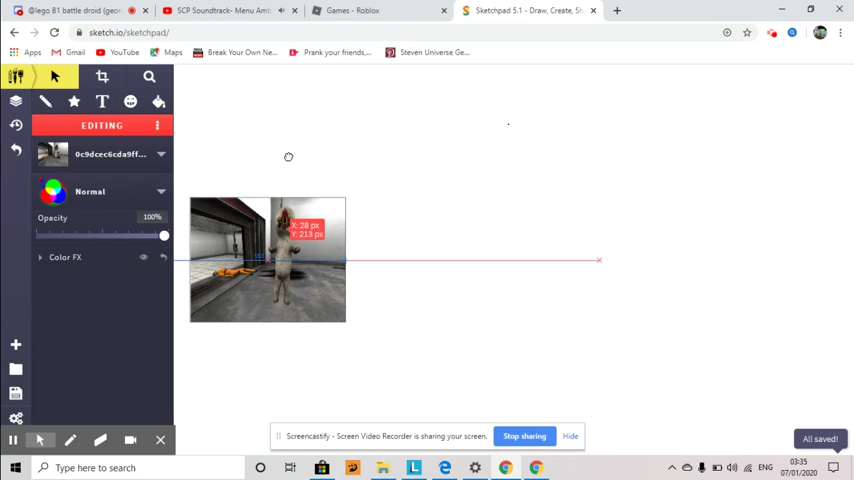 @lego B1 battle droid (geon
SCP Soundtrack- Menu Amb
Games - Roblox
Sketchpad 5.1 - Draw, Create, Sh
sketch.io/sketchpad/
Apps
Gmail
YouTube
Maps
Break Your Own Ne...
Prank your friends,...
Steven Universe Ge...
EDITING
0c9dcec6cda9ff...
Normal
Opacity
100%
Color FX
X: 28 px
Y: 213 px
Screencastify - Screen Video Recorder is sharing your screen.
Stop sharing
Hide
All saved!
Type here to search
ENG
03:35
07/01/2020